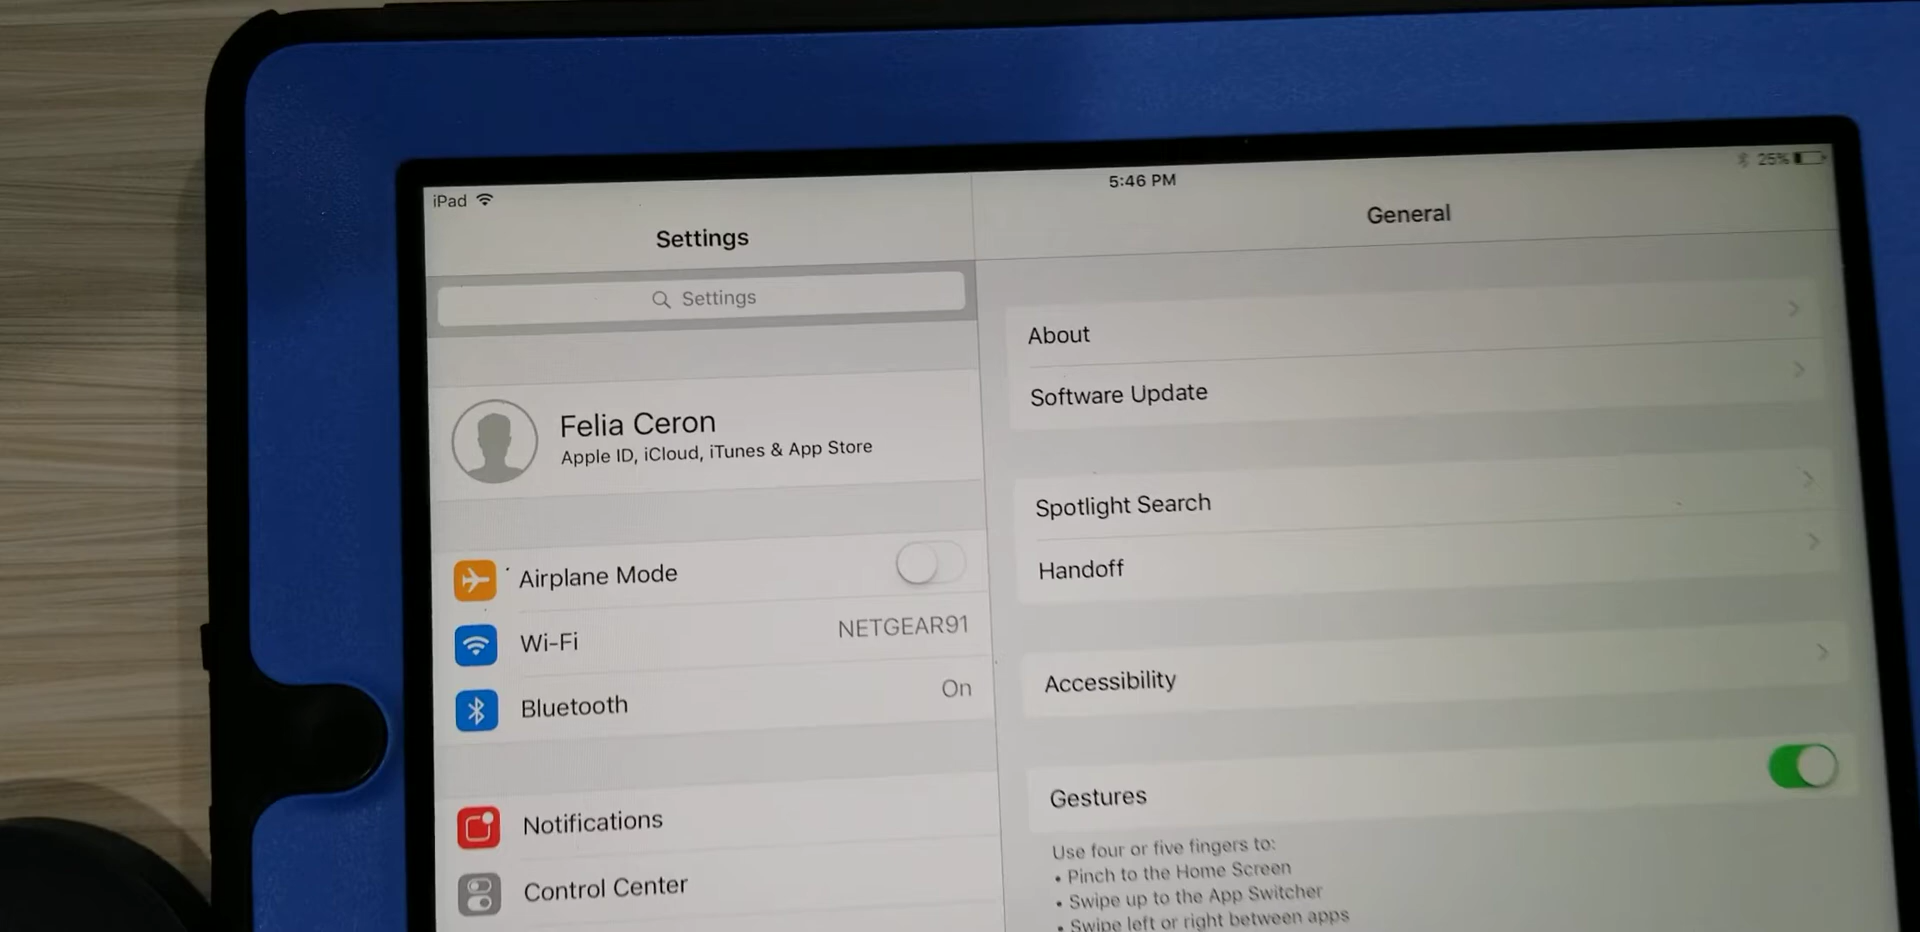 iPad
5:46 PM
25%
Settings
General
Settings
About
Software Update
Felia Ceron
Apple ID, iCloud, iTunes & App Store
Spotlight Search
Handoff
Airplane Mode
Wi-Fi
NETGEAR91
Bluetooth
On
Accessibility
Gestures
Notifications
Control Center
Use four or five fingers to:
• Pinch to the Home Screen
• Swipe up to the App Switcher
• Swipe left or right between apps